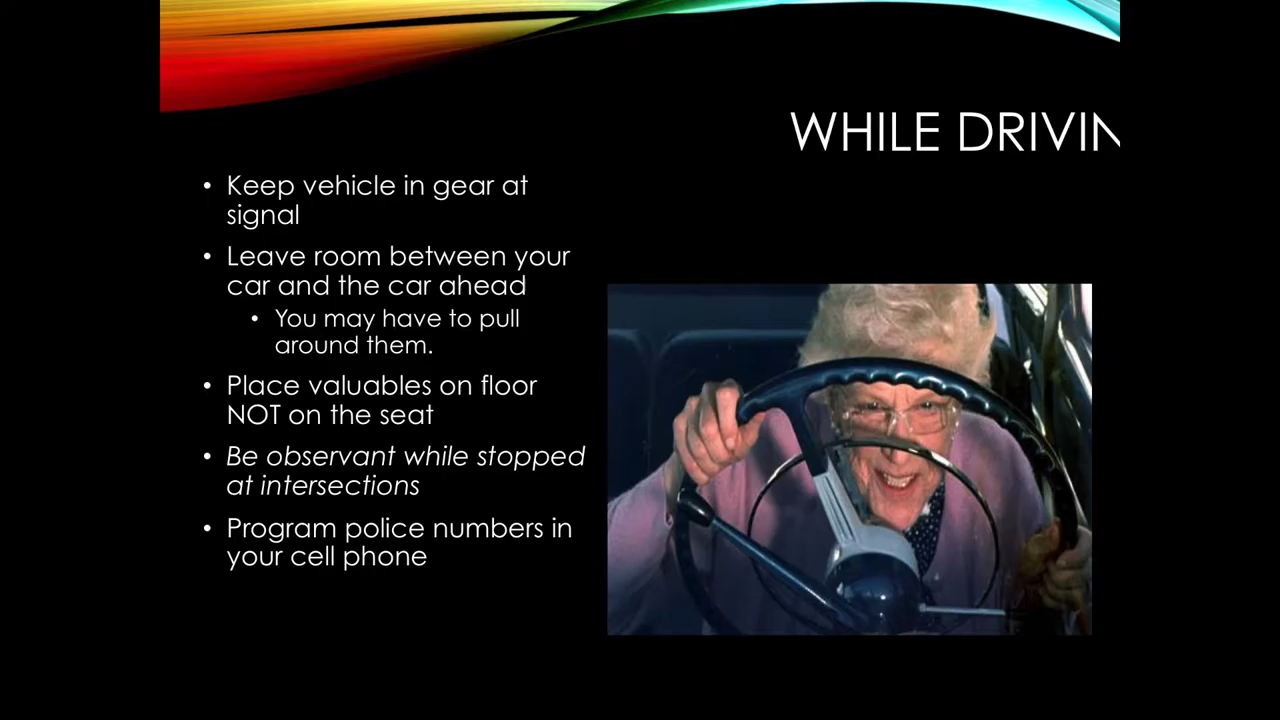 WHILE DRIVIN
• Keep vehicle in gear at
signal
• Leave room between your
car and the car ahead
• You may have to pull
around them.
• Place valuables on floor
NOT on the seat
• Be observant while stopped
at intersections
• Program police numbers in
your cell phone